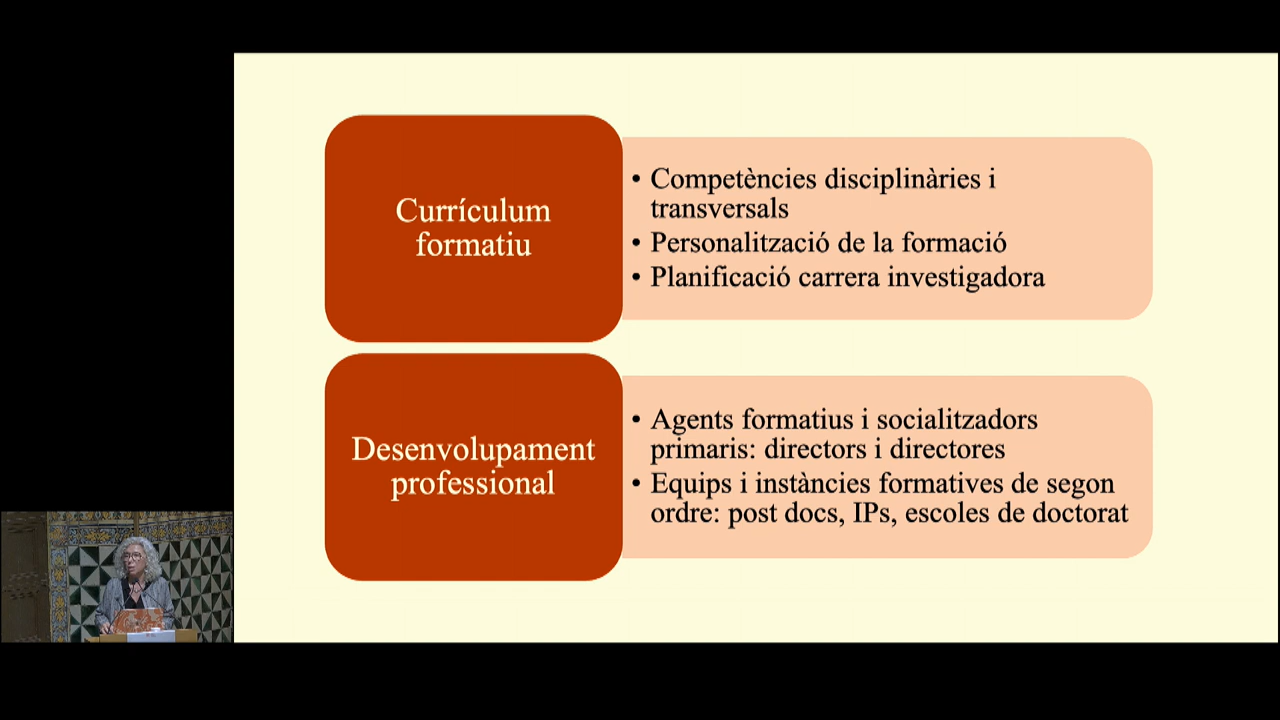 Currículum
formatiu
• Competències disciplinàries i
transversals
• Personalització de la formació
• Planificació carrera investigadora
Desenvolupament
professional
• Agents formatius i socialitzadors
primaris: directors i directores
• Equips i instàncies formatives de segon
ordre: post docs, IPs, escoles de doctorat